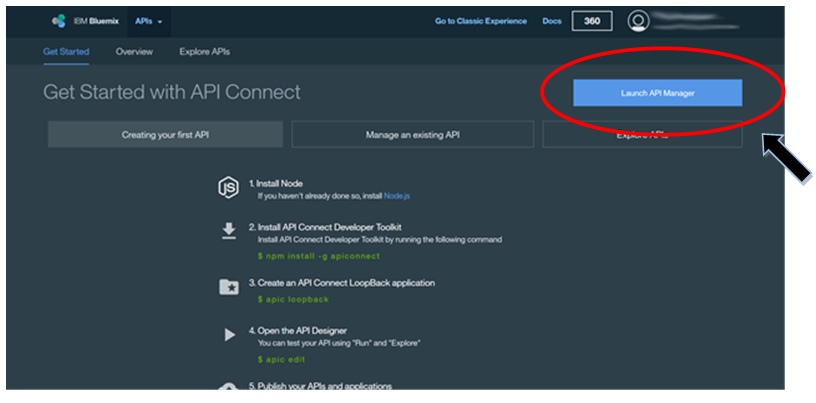 IBM Bluemix APIs Go to Classic Experience Docs 360
Get Started Overview Explore APIs
Get Started with API Connect
Launch API Manager
Creating your first API Manage an existing API Explore APIs
JS
1. Install Node
If you haven't already done so, install Node.js
2. Install API Connect Developer Toolkit
Install API Connect Developer Toolkit by running the following command
$ npm install -g apiconnect
3. Create an API Connect LoopBack application
$ apic loopback
4. Open the API Designer
You can test your API using "Run" and "Explore"
$ apic edit
5. Publish your APIs and applications